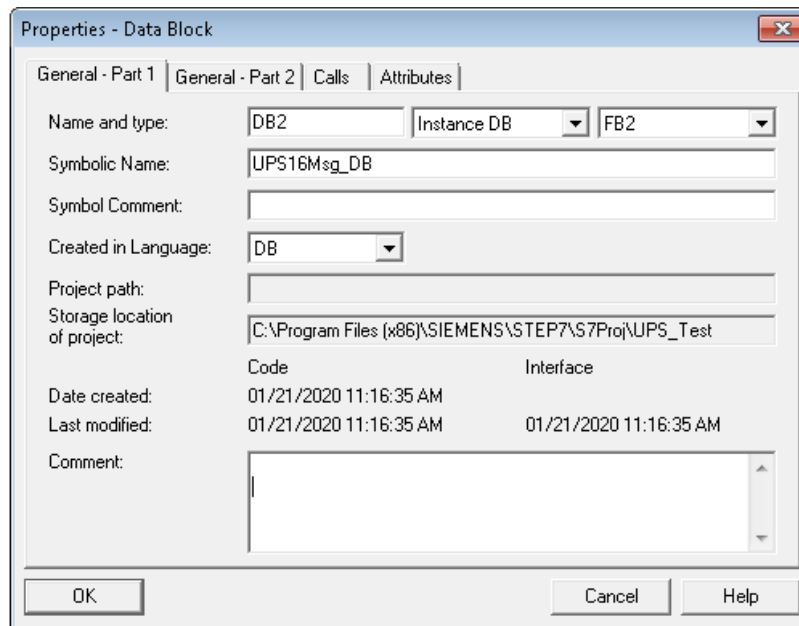 Properties - Data Block
General - Part 1 General - Part 2 Calls Attributes
Name and type: DB2 Instance DB FB2
Symbolic Name: UPS16Msg_DB
Symbol Comment:
Created in Language: DB
Project path:
Storage location
of project: C:\Program Files (x86)\SIEMENS\STEP7\S7Proj\UPS_Test
Code Interface
Date created: 01/21/2020 11:16:35 AM
Last modified: 01/21/2020 11:16:35 AM 01/21/2020 11:16:35 AM
Comment:
OK Cancel Help